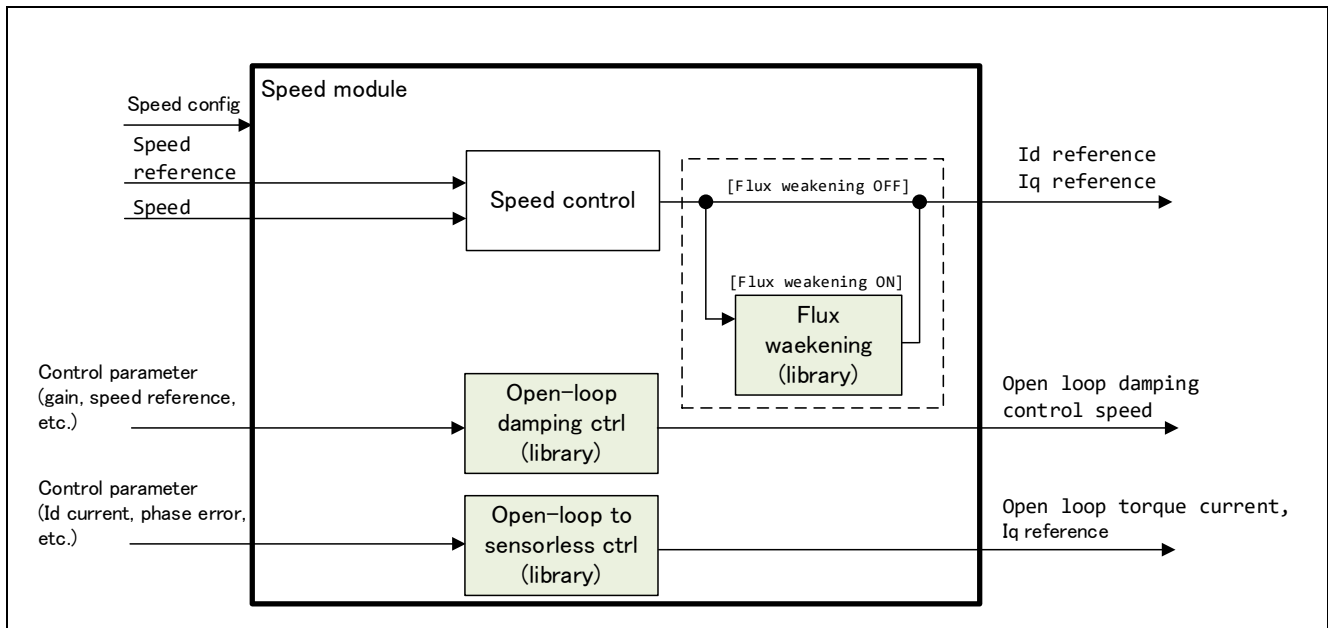 Speed module
Speed config
Speed
reference
Speed
Speed control
[Flux weakening OFF]
[Flux weakening ON]
Flux
waekening
(library)
Id reference
Iq reference
Control parameter
(gain, speed reference,
etc.)
Open-loop
damping ctrl
(library)
Open loop damping
control speed
Control parameter
(Id current, phase error,
etc.)
Open-loop to
sensorless ctrl
(library)
Open loop torque current,
Iq reference